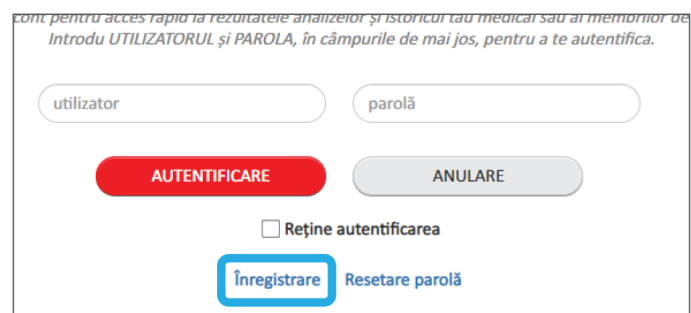 cont pentru acces rapid la rezultatele analizelor și istoricul tău medical sau al membrilor de
Introdu UTILIZATORUL și PAROLA, în câmpurile de mai jos, pentru a te autentifica.
utilizator parolă
AUTENTIFICARE ANULARE
Reține autentificarea
Înregistrare Resetare parolă